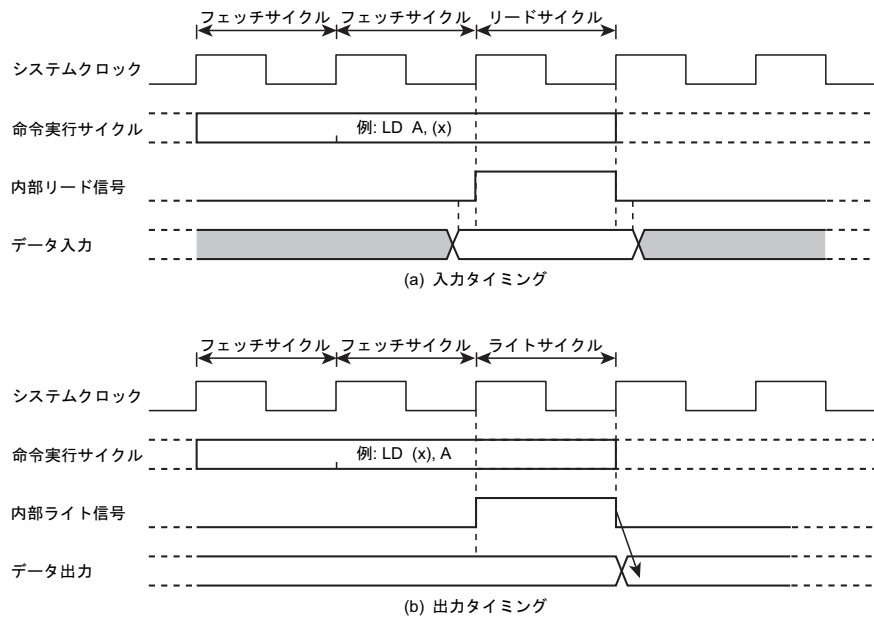 フェッチサイクル フェッチサイクル リードサイクル
システムクロック
命令実行サイクル 例: LD A, (x)
内部リード信号
データ入力
(a) 入力タイミング
フェッチサイクル フェッチサイクル ライトサイクル
システムクロック
命令実行サイクル 例: LD (x), A
内部ライト信号
データ出力
(b) 出力タイミング